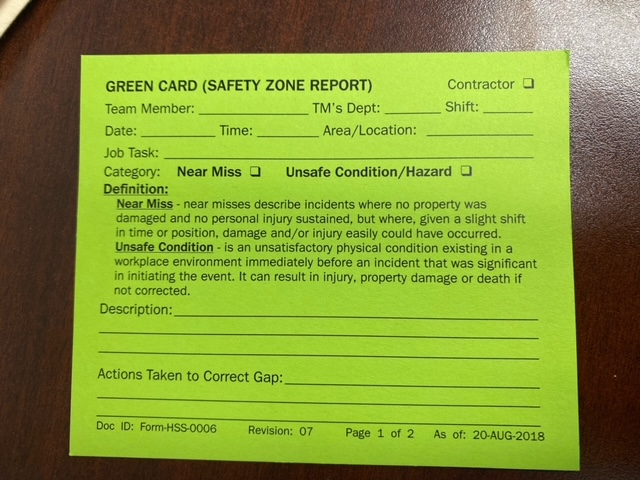 GREEN CARD (SAFETY ZONE REPORT) Contractor ❑
Team Member: __________ TM's Dept: ______ Shift: _____
Date: ________ Time: _______ Area/Location: ___________
Job Task: ________________________________________
Category: Near Miss ❑ Unsafe Condition/Hazard ❑
Definition:
Near Miss - near misses describe incidents where no property was
damaged and no personal injury sustained, but where, given a slight shift
in time or position, damage and/or injury easily could have occurred.
Unsafe Condition - is an unsatisfactory physical condition existing in a
workplace environment immediately before an incident that was significant
in initiating the event. It can result in injury, property damage or death if
not corrected.
Description: ________________________________________
Actions Taken to Correct Gap: __________________________
Doc ID: Form-HSS-0006 Revision: 07 Page 1 of 2 As of: 20-AUG-2018